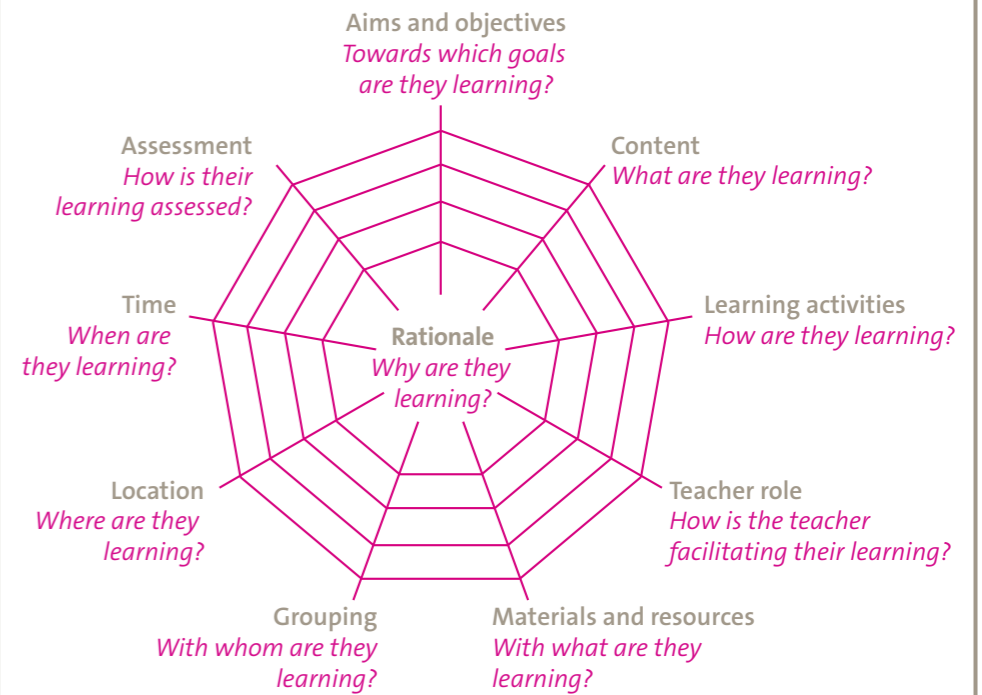 Aims and objectives
Towards which goals
are they learning?
Content
What are they learning?
Learning activities
How are they learning?
Teacher role
How is the teacher
facilitating their learning?
Materials and resources
With what are they
learning?
Grouping
With whom are they
learning?
Location
Where are they
learning?
Time
When are
they learning?
Assessment
How is their
learning assessed?
Rationale
Why are they
learning?